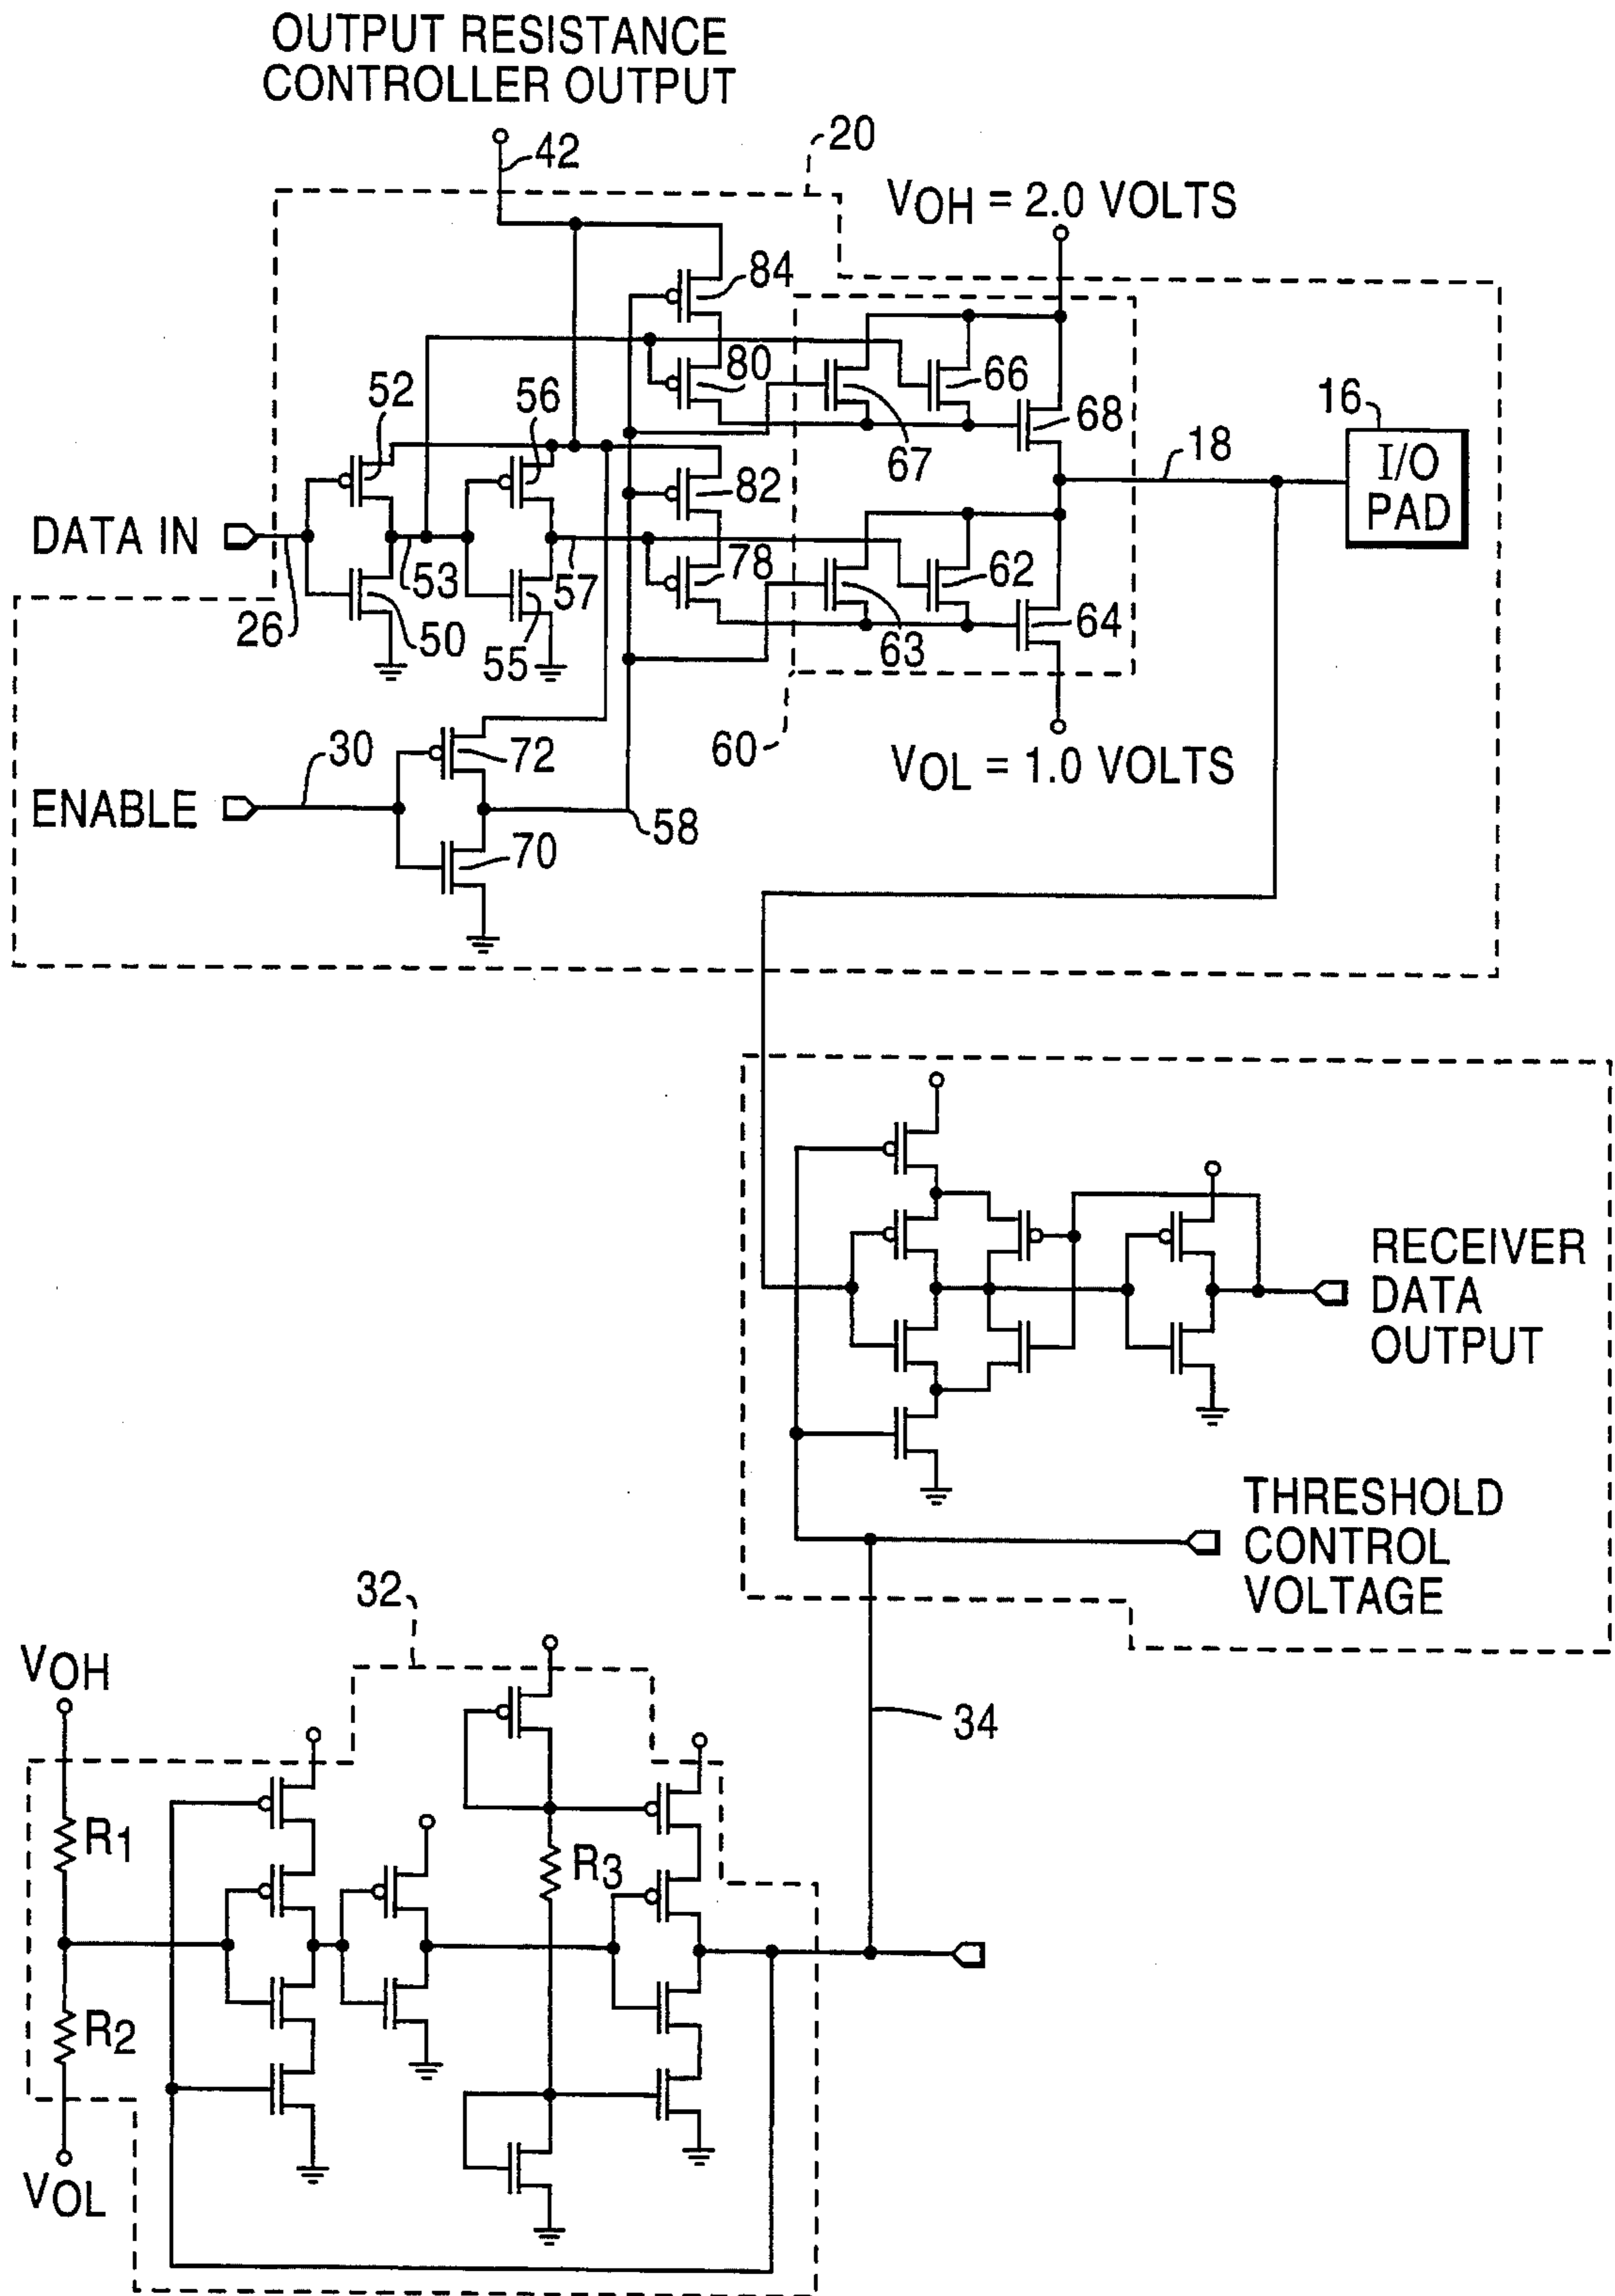 OUTPUT RESISTANCE
CONTROLLER OUTPUT
42
20
VOH = 2.0 VOLTS
84
80
66
68
67
52
56
82
18
16
I/O
PAD
DATA IN
26
53
50
55
57
78
62
64
63
60
VOL = 1.0 VOLTS
30
72
ENABLE
58
70
RECEIVER
DATA
OUTPUT
THRESHOLD
CONTROL
VOLTAGE
32
34
VOH
R1
R3
R2
VOL